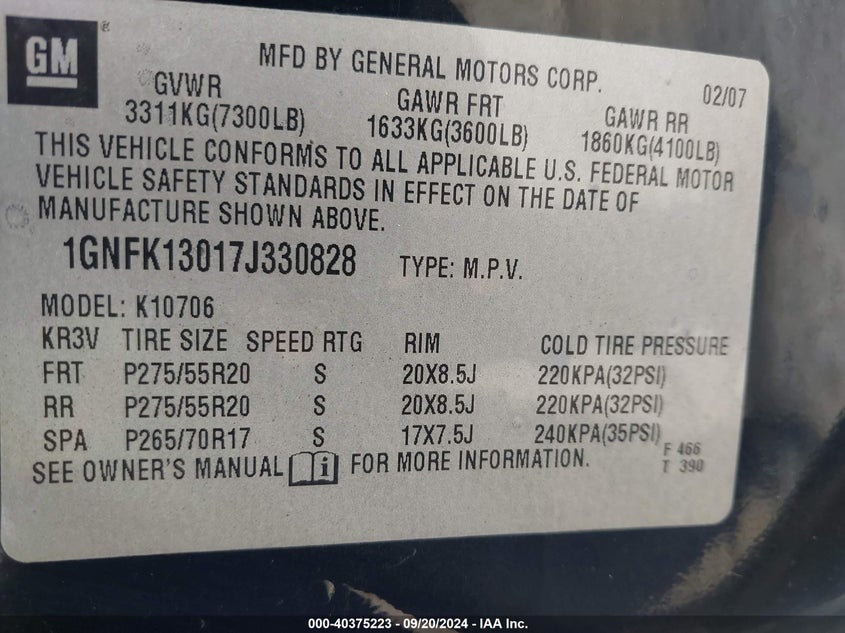 GM
MFD BY GENERAL MOTORS CORP.
02/07
GVWR GAWR FRT GAWR RR
3311KG(7300LB) 1633KG(3600LB) 1860KG(4100LB)
THIS VEHICLE CONFORMS TO ALL APPLICABLE U.S. FEDERAL MOTOR
VEHICLE SAFETY STANDARDS IN EFFECT ON THE DATE OF
MANUFACTURE SHOWN ABOVE.
1GNFK13017J330828 TYPE: M.P.V.
MODEL: K10706
KR3V TIRE SIZE SPEED RTG RIM COLD TIRE PRESSURE
FRT P275/55R20 S 20X8.5J 220KPA(32PSI)
RR P275/55R20 S 20X8.5J 220KPA(32PSI)
SPA P265/70R17 S 17X7.5J 240KPA(35PSI)
SEE OWNER'S MANUAL i FOR MORE INFORMATION.
F 466
T 390
000-40375223 - 09/20/2024 - IAA Inc.